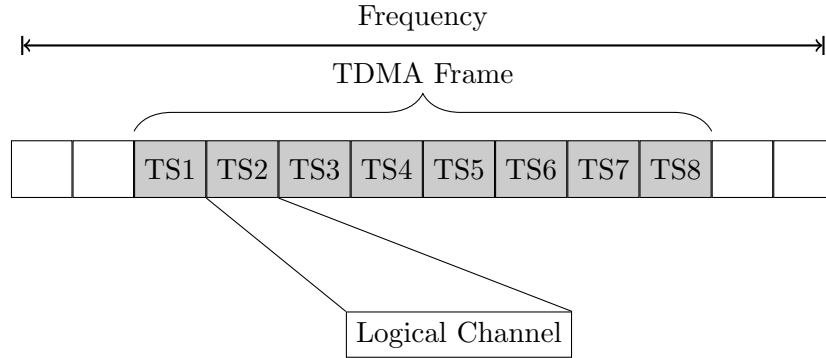 Frequency
TDMA Frame
TS1 TS2 TS3 TS4 TS5 TS6 TS7 TS8
Logical Channel